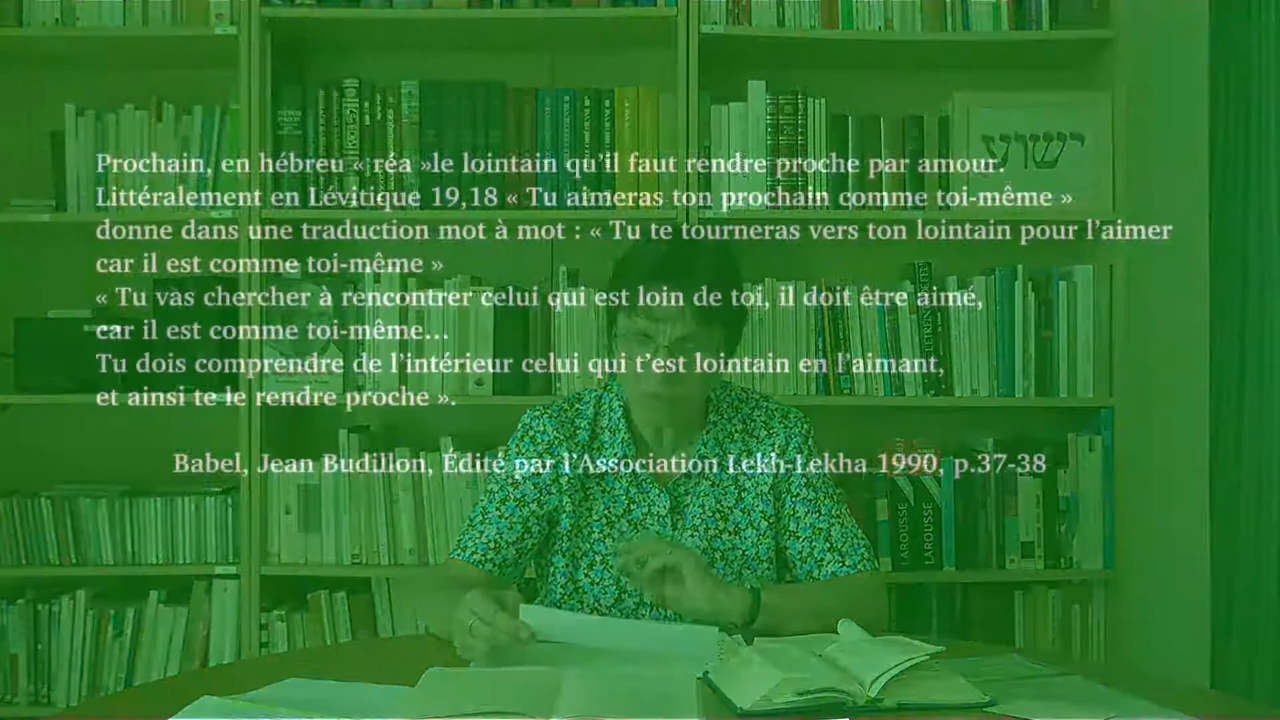 ישוע
Prochain, en hébreu « réa »le lointain qu'il faut rendre proche par amour.
Littéralement en Lévitique 19,18 « Tu aimeras ton prochain comme toi-même »
donne dans une traduction mot à mot : « Tu te tourneras vers ton lointain pour l'aimer
car il est comme toi-même »
« Tu vas chercher à rencontrer celui qui est loin de toi, il doit être aimé,
car il est comme toi-même...
Tu dois comprendre de l'intérieur celui qui t'est lointain en l'aimant,
et ainsi te le rendre proche ».
Babel, Jean Budillon, Édité par l'Association Lekh-Lekha 1990, p.37-38
LAROUSSE
LAROUSSE